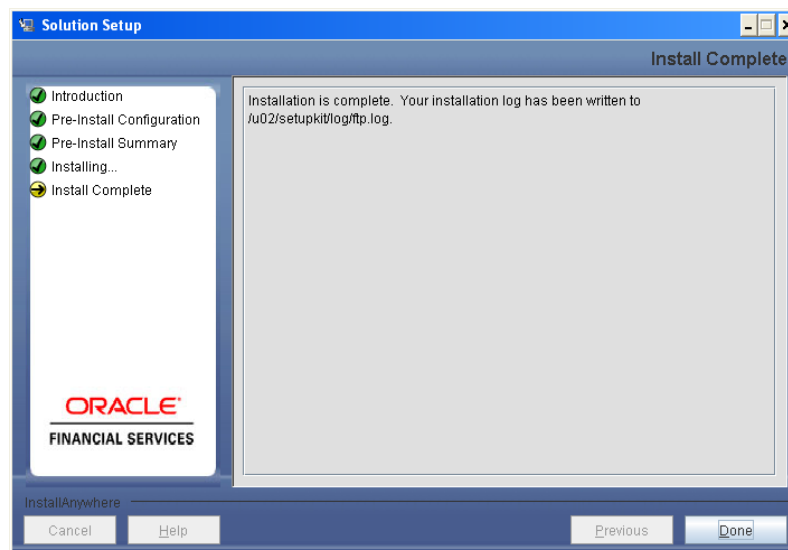 Solution Setup
Install Complete
Introduction
Pre-Install Configuration
Pre-Install Summary
Installing...
Install Complete
Installation is complete. Your installation log has been written to
/u02/setupkit/log/ftp.log.
ORACLE
FINANCIAL SERVICES
InstallAnywhere
Cancel
Help
Previous
Done